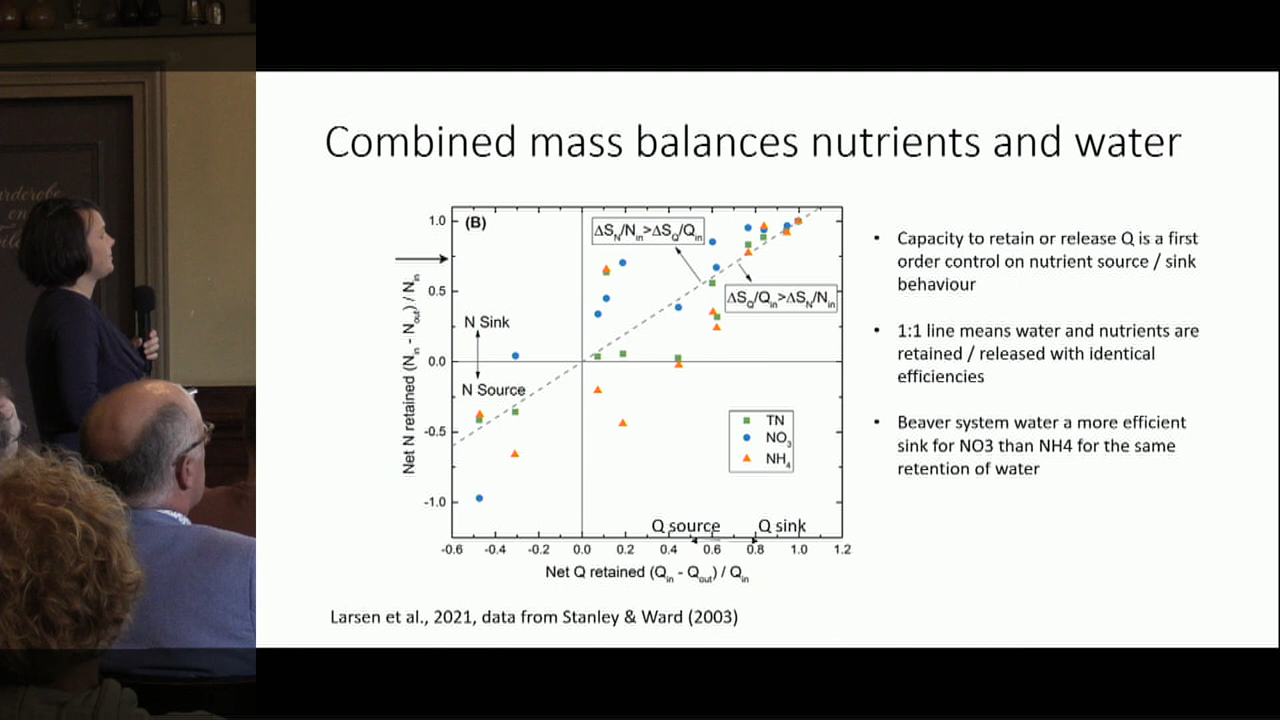 Combined mass balances nutrients and water
(B)
ΔS_N/N_in>ΔS_Q/Q_in
ΔS_Q/Q_in>ΔS_N/N_in
1.0
0.5
0.0
-0.5
-1.0
Net N retained (N_in - N_out) / N_in
N Sink
N Source
TN
NO_3
NH_4
Q source
Q sink
-0.6 -0.4 -0.2 0.0 0.2 0.4 0.6 0.8 1.0 1.2
Net Q retained (Q_in - Q_out) / Q_in
• Capacity to retain or release Q is a first
order control on nutrient source / sink
behaviour
• 1:1 line means water and nutrients are
retained / released with identical
efficiencies
• Beaver system water a more efficient
sink for NO3 than NH4 for the same
retention of water
Larsen et al., 2021, data from Stanley & Ward (2003)